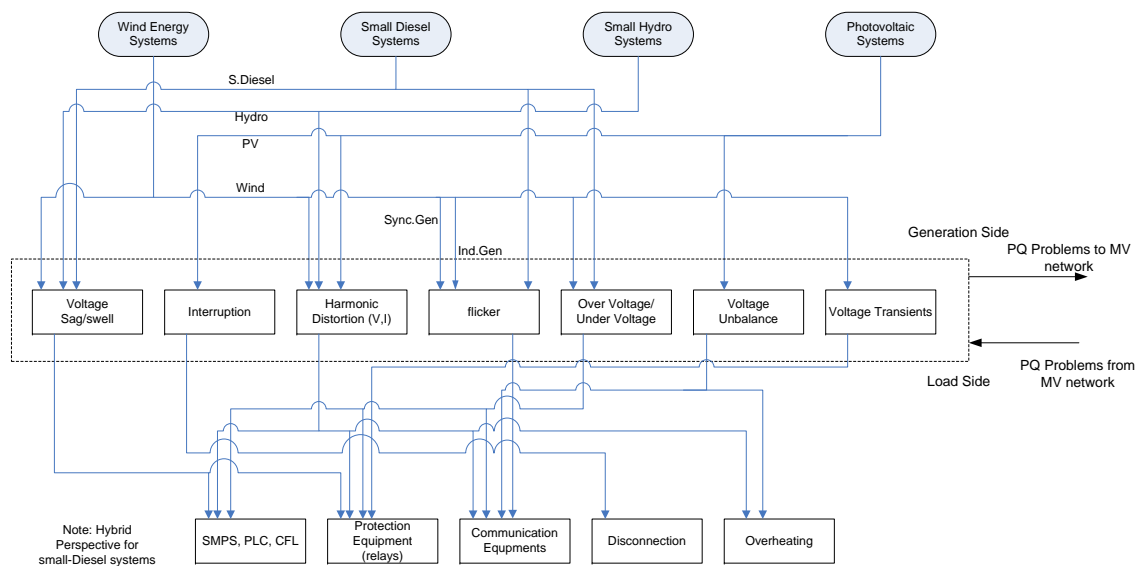 Wind Energy
Systems
Small Diesel
Systems
Small Hydro
Systems
Photovoltaic
Systems
S.Diesel
Hydro
PV
Wind
Sync.Gen
Ind.Gen
Generation Side
PQ Problems to MV
network
Voltage
Sag/swell
Interruption
Harmonic
Distortion (V,I)
flicker
Over Voltage/
Under Voltage
Voltage
Unbalance
Voltage Transients
PQ Problems from
MV network
Load Side
Note: Hybrid
Perspective for
small-Diesel systems
SMPS, PLC, CFL
Protection
Equipment
(relays)
Communication
Equpments
Disconnection
Overheating